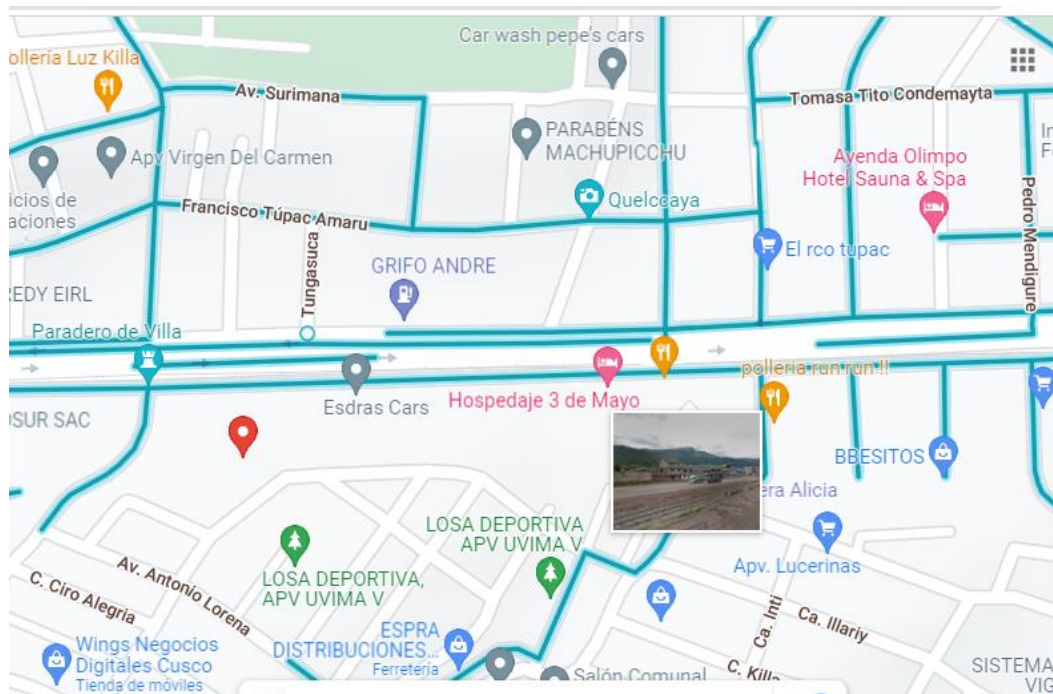 Car wash pepe's cars
ollería Luz Killa
Av. Surimana
Tomasa Tito Condemayta
PARABÉNS
MACHUPICCHU
Apv Virgen Del Carmen
Ayenda Olimpo
Hotel Sauna & Spa
icios de
aciones
Quelccaya
Francisco Túpac Amaru
Pedro Mendigure
El rco tupac
Tungasuca
GRIFO ANDRE
EDY EIRL
Paradero de Villa
polleria run run !!
Esdras Cars
Hospedaje 3 de Mayo
OSUR SAC
BBESITOS
era Alicia
LOSA DEPORTIVA
APV UVIMA V
Apv. Lucerinas
Av. Antonio Lorena
LOSA DEPORTIVA,
APV UVIMA V
C. Ciro Alegria
Ca. Inti
Ca. Illariy
ESPRA
DISTRIBUCIONES...
Ferretería
Wings Negocios
Digitales Cusco
Tienda de móviles
Salón Comunal
C. Killa
SISTEMA
VIG